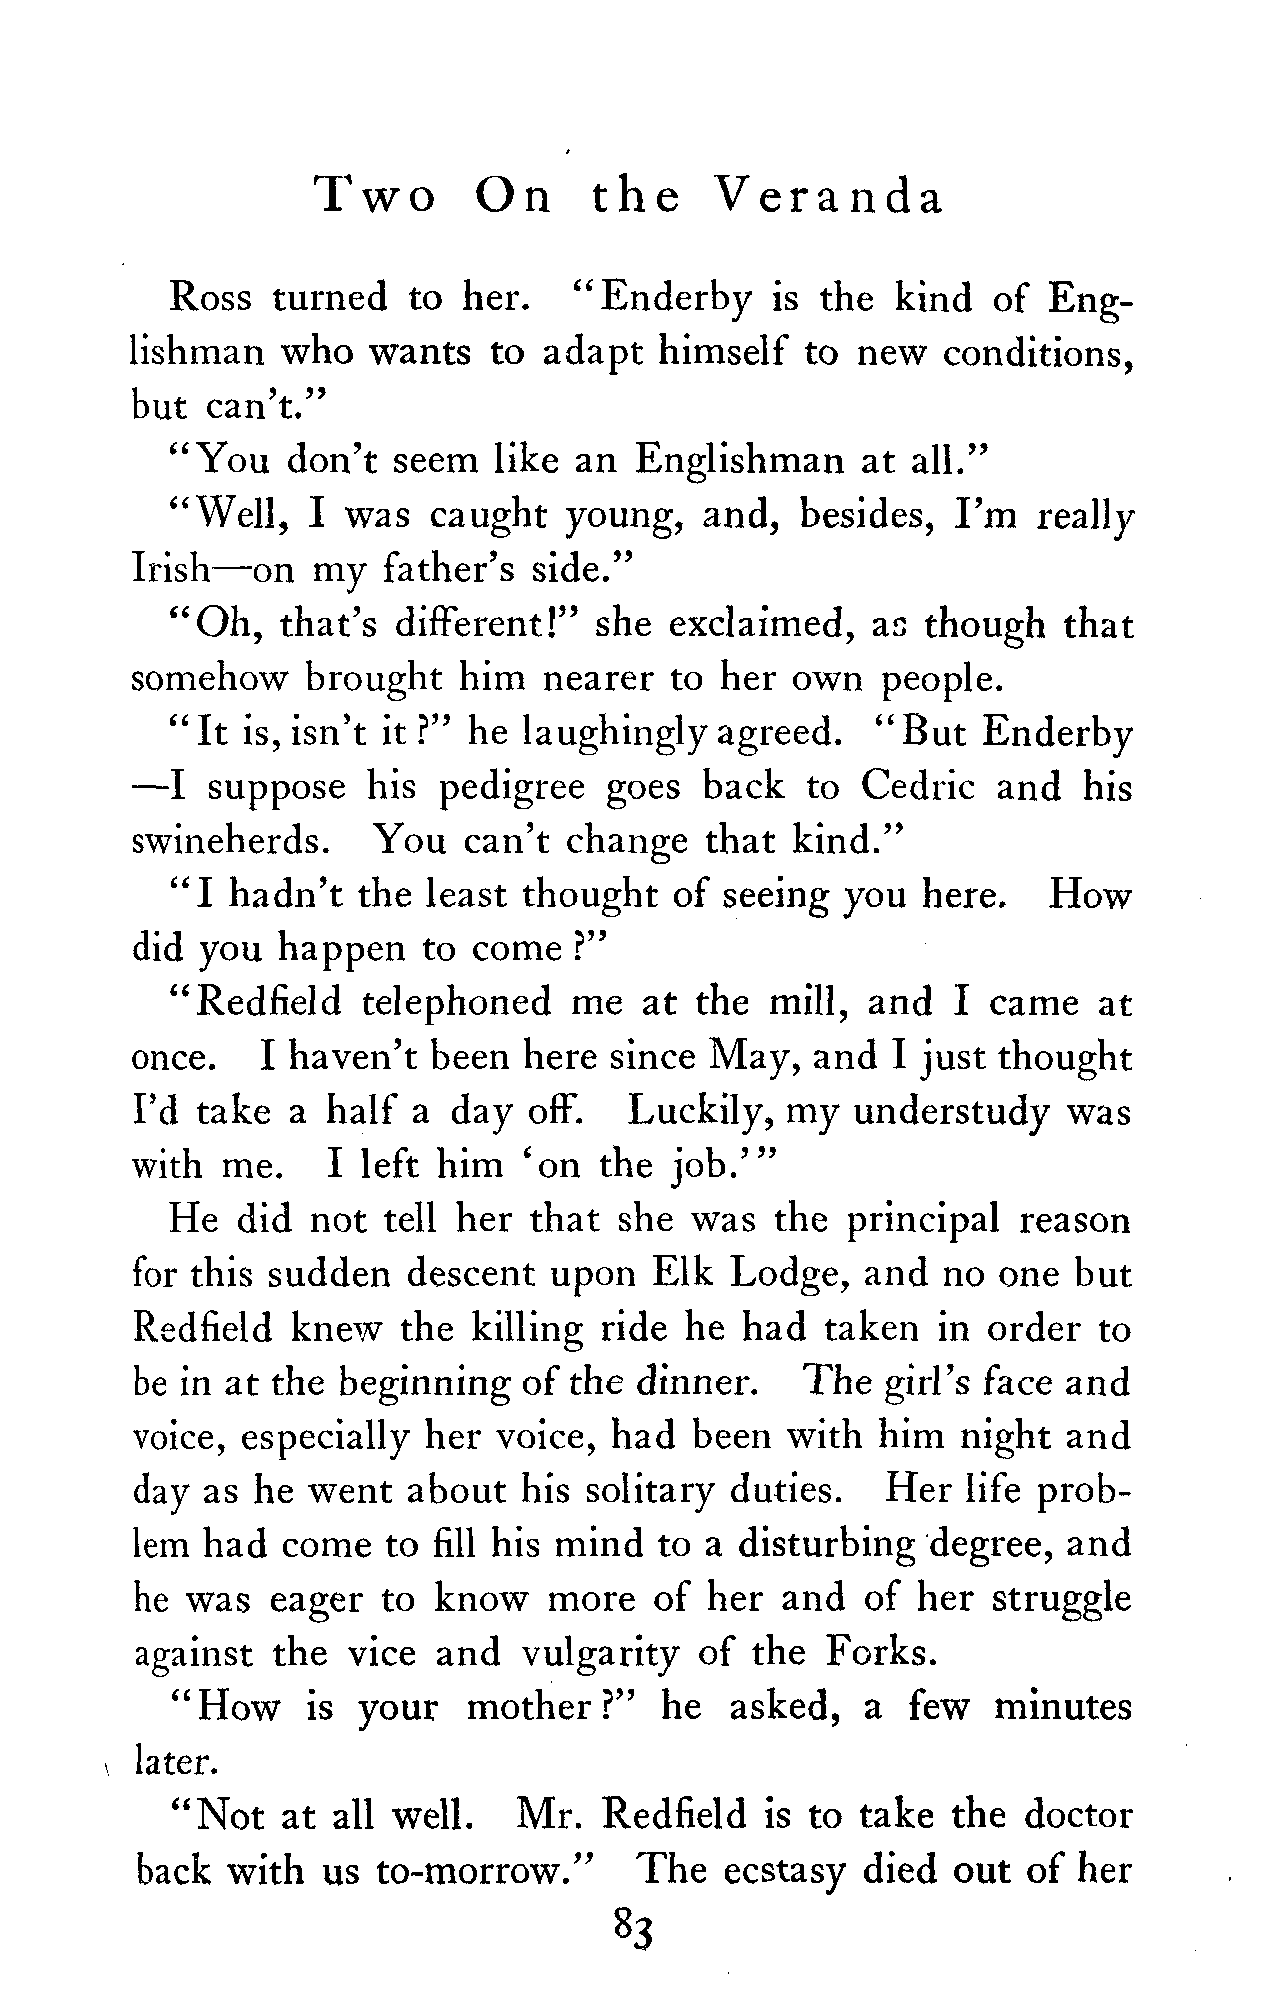 Two On the Veranda
Ross turned to her. "Enderby is the kind of Eng-
lishman who wants to adapt himself to new conditions,
but can't."
"You don't seem like an Englishman at all."
"Well, I was caught young, and, besides, I'm really
Irish—on my father's side."
"Oh, that's different!" she exclaimed, as though that
somehow brought him nearer to her own people.
"It is, isn't it?" he laughingly agreed. "But Enderby
—I suppose his pedigree goes back to Cedric and his
swineherds. You can't change that kind."
"I hadn't the least thought of seeing you here. How
did you happen to come?"
"Redfield telephoned me at the mill, and I came at
once. I haven't been here since May, and I just thought
I'd take a half a day off. Luckily, my understudy was
with me. I left him 'on the job.'"
He did not tell her that she was the principal reason
for this sudden descent upon Elk Lodge, and no one but
Redfield knew the killing ride he had taken in order to
be in at the beginning of the dinner. The girl's face and
voice, especially her voice, had been with him night and
day as he went about his solitary duties. Her life prob-
lem had come to fill his mind to a disturbing degree, and
he was eager to know more of her and of her struggle
against the vice and vulgarity of the Forks.
"How is your mother?" he asked, a few minutes
later.
"Not at all well. Mr. Redfield is to take the doctor
back with us to-morrow." The ecstasy died out of her
83